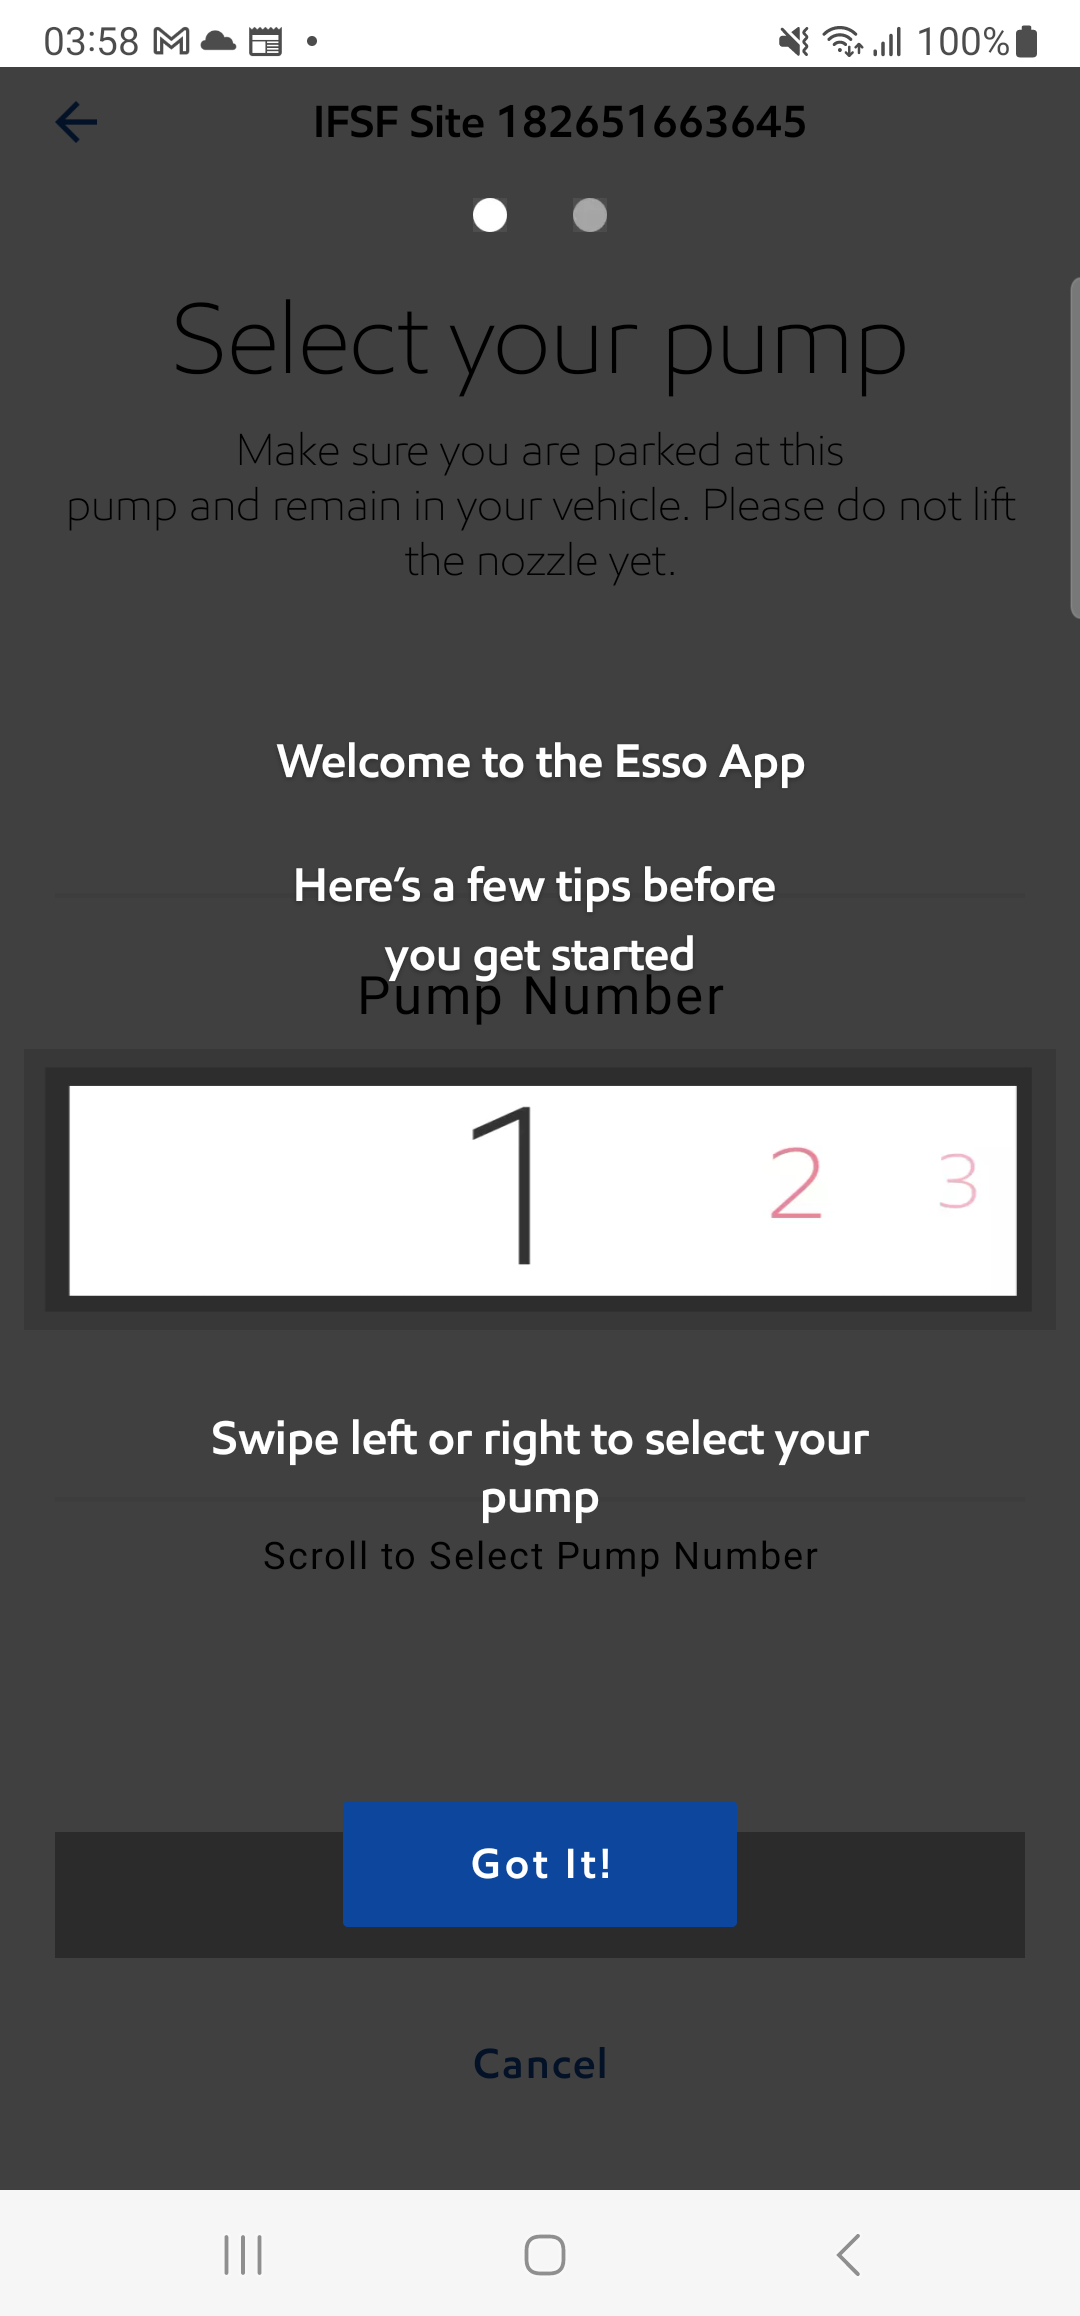 03:58
100%
IFSF Site 182651663645
Select your pump
Make sure you are parked at this
pump and remain in your vehicle. Please do not lift
the nozzle yet.
Welcome to the Esso App
Here's a few tips before
you get started
Pump Number
1 2 3
Swipe left or right to select your
pump
Scroll to Select Pump Number
Got It!
Cancel